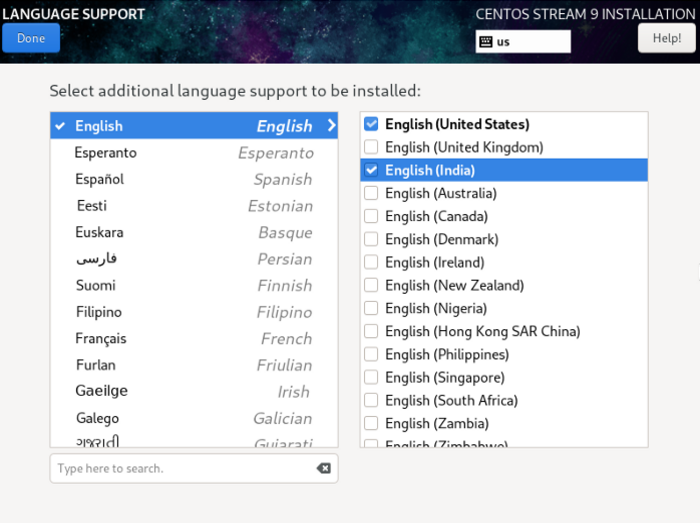 LANGUAGE SUPPORT
CENTOS STREAM 9 INSTALLATION
Done
us
Help!
Select additional language support to be installed:
English English
Esperanto Esperanto
Español Spanish
Eesti Estonian
Euskara Basque
فارسی Persian
Suomi Finnish
Filipino Filipino
Français French
Furlan Friulian
Gaeilge Irish
Galego Galician
ગુજરાતી Gujarati
Type here to search.
English (United States)
English (United Kingdom)
English (India)
English (Australia)
English (Canada)
English (Denmark)
English (Ireland)
English (New Zealand)
English (Nigeria)
English (Hong Kong SAR China)
English (Philippines)
English (Singapore)
English (South Africa)
English (Zambia)
English (Zimbabwe)